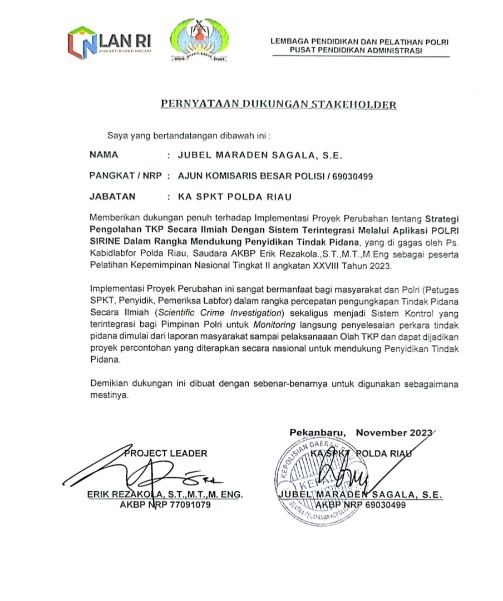 LAN RI
LEMBAGA PENDIDIKAN DAN PELATIHAN POLRI
PUSAT PENDIDIKAN ADMINISTRASI
PERNYATAAN DUKUNGAN STAKEHOLDER
Saya yang bertandatangan dibawah ini :
NAMA : JUBEL MARADEN SAGALA, S.E.
PANGKAT / NRP : AJUN KOMISARIS BESAR POLISI / 69030499
JABATAN : KA SPKT POLDA RIAU
Memberikan dukungan penuh terhadap Implementasi Proyek Perubahan tentang Strategi
Pengolahan TKP Secara Ilmiah Dengan Sistem Terintegrasi Melalui Aplikasi POLRI
SIRINE Dalam Rangka Mendukung Penyidikan Tindak Pidana, yang di gagas oleh Ps.
Kabidlabfor Polda Riau, Saudara AKBP Erik Rezakola.,S.T.,M.T.,M.Eng sebagai peserta
Pelatihan Kepemimpinan Nasional Tingkat II angkatan XXVIII Tahun 2023.
Implementasi Proyek Perubahan ini sangat bermanfaat bagi masyarakat dan Polri (Petugas
SPKT, Penyidik, Pemeriksa Labfor) dalam rangka percepatan pengungkapan Tindak Pidana
Secara Ilmiah (Scientific Crime Investigation) sekaligus menjadi Sistem Kontrol yang
terintegrasi bagi Pimpinan Polri untuk Monitoring langsung penyelesaian perkara tindak
pidana dimulai dari laporan masyarakat sampai pelaksanaaan Olah TKP dan dapat dijadikan
proyek percontohan yang diterapkan secara nasional untuk mendukung Penyidikan Tindak
Pidana.
Demikian dukungan ini dibuat dengan sebenar-benarnya untuk digunakan sebagaimana
mestinya.
Pekanbaru, November 2023
PROJECT LEADER
KA SPKT POLDA RIAU
ERIK REZAKOLA, S.T.,M.T.,M. ENG.
AKBP NRP 77091079
JUBEL MARADEN SAGALA, S.E.
AKBP NRP 69030499